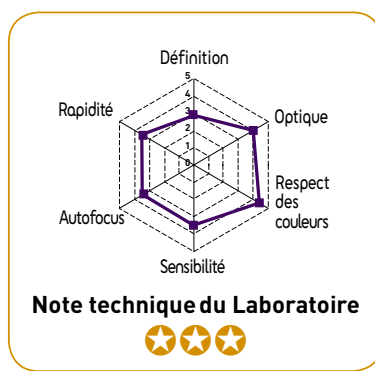 Définition
5
4
3
2
1
0
Optique
Respect
des
couleurs
Sensibilité
Autofocus
Rapidité
Note technique du Laboratoire